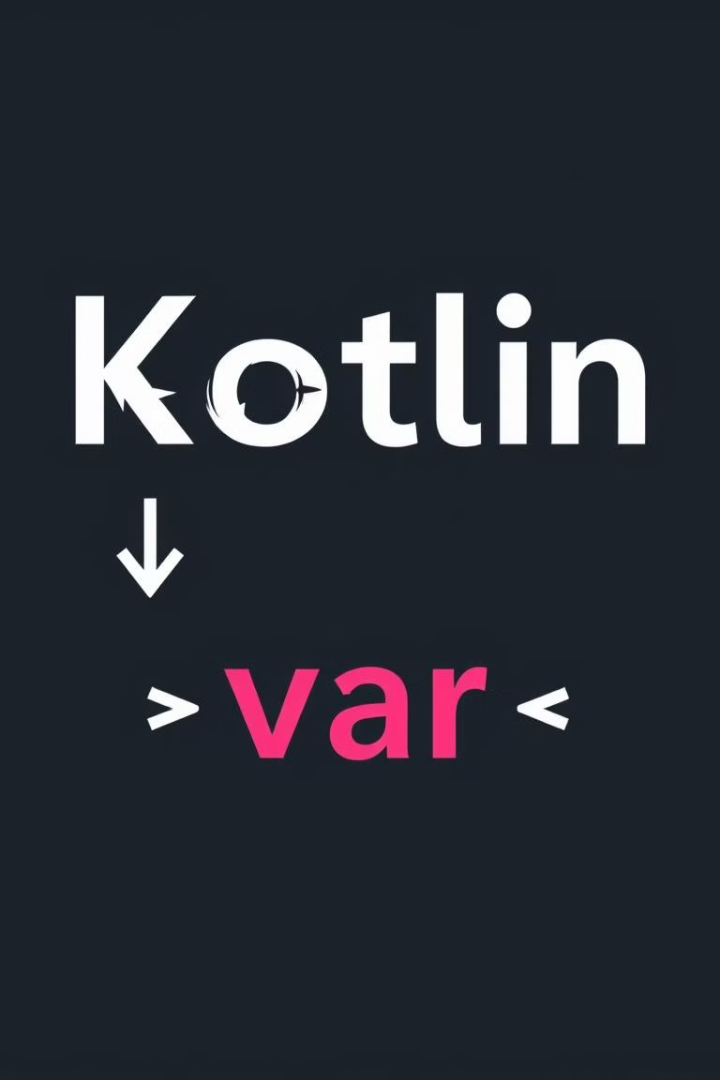 Kotlin
↓
> var <